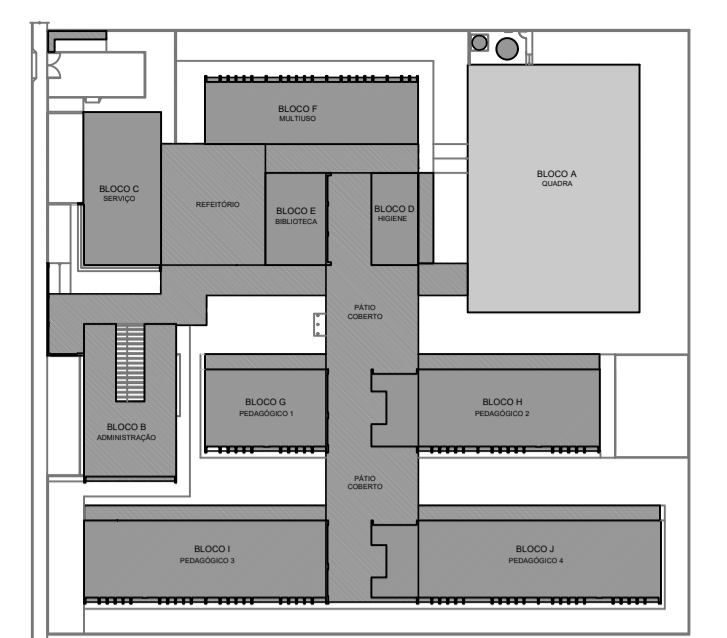 BLOCO F
MULTIUSO
BLOCO A
QUADRA
BLOCO C
SERVIÇO
REFEITÓRIO
BLOCO E
BIBLIOTECA
BLOCO D
HIGIENE
PÁTIO
COBERTO
BLOCO G
PEDAGÓGICO 1
BLOCO H
PEDAGÓGICO 2
BLOCO B
ADMINISTRAÇÃO
PÁTIO
COBERTO
BLOCO I
PEDAGÓGICO 3
BLOCO J
PEDAGÓGICO 4